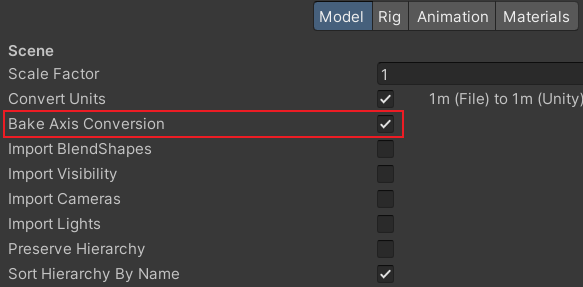 Model Rig Animation Materials
Scene
Scale Factor 1
Convert Units 1m (File) to 1m (Unity)
Bake Axis Conversion
Import BlendShapes
Import Visibility
Import Cameras
Import Lights
Preserve Hierarchy
Sort Hierarchy By Name